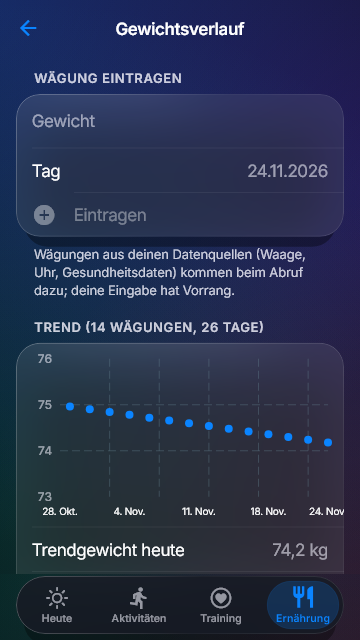 Gewichtsverlauf
WÄGUNG EINTRAGEN
Gewicht
Tag 24.11.2026
Eintragen
Wägungen aus deinen Datenquellen (Waage,
Uhr, Gesundheitsdaten) kommen beim Abruf
dazu; deine Eingabe hat Vorrang.
TREND (14 WÄGUNGEN, 26 TAGE)
76
75
74
73
28. Okt. 4. Nov. 11. Nov. 18. Nov. 24. Nov
Trendgewicht heute 74,2 kg
Heute Aktivitäten Training Ernährung